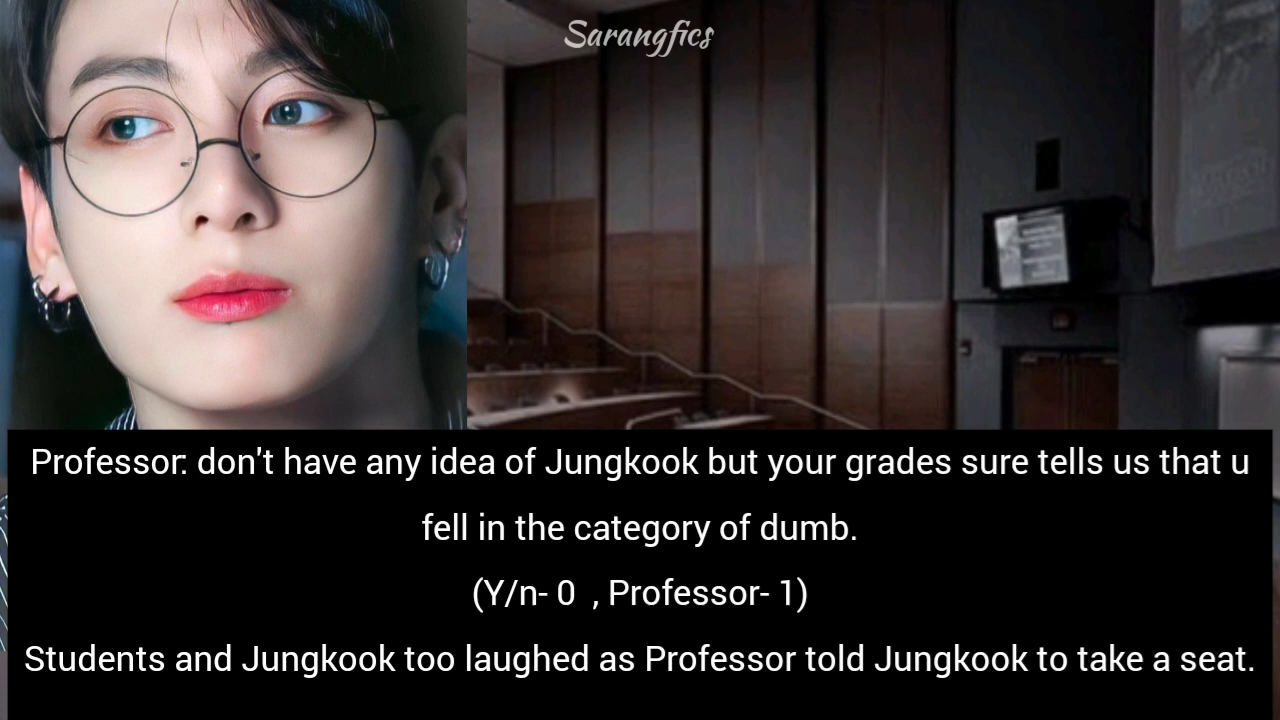 Sarangfics
Professor: don't have any idea of Jungkook but your grades sure tells us that u
fell in the category of dumb.
(Y/n- 0  , Professor- 1)
Students and Jungkook too laughed as Professor told Jungkook to take a seat.